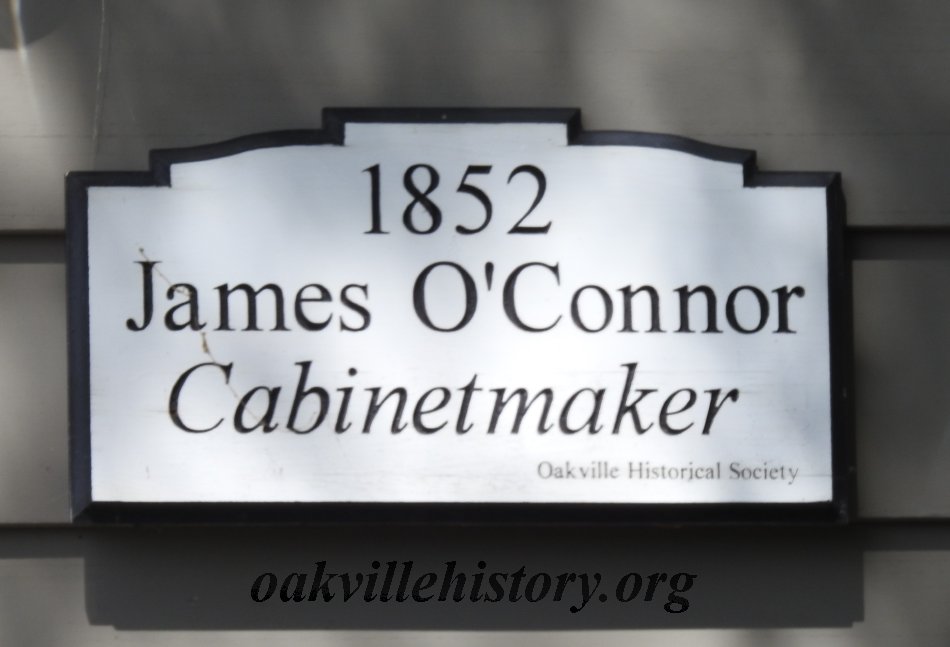 1852
James O'Connor
Cabinetmaker
Oakville Historical Society
oakvillehistory.org